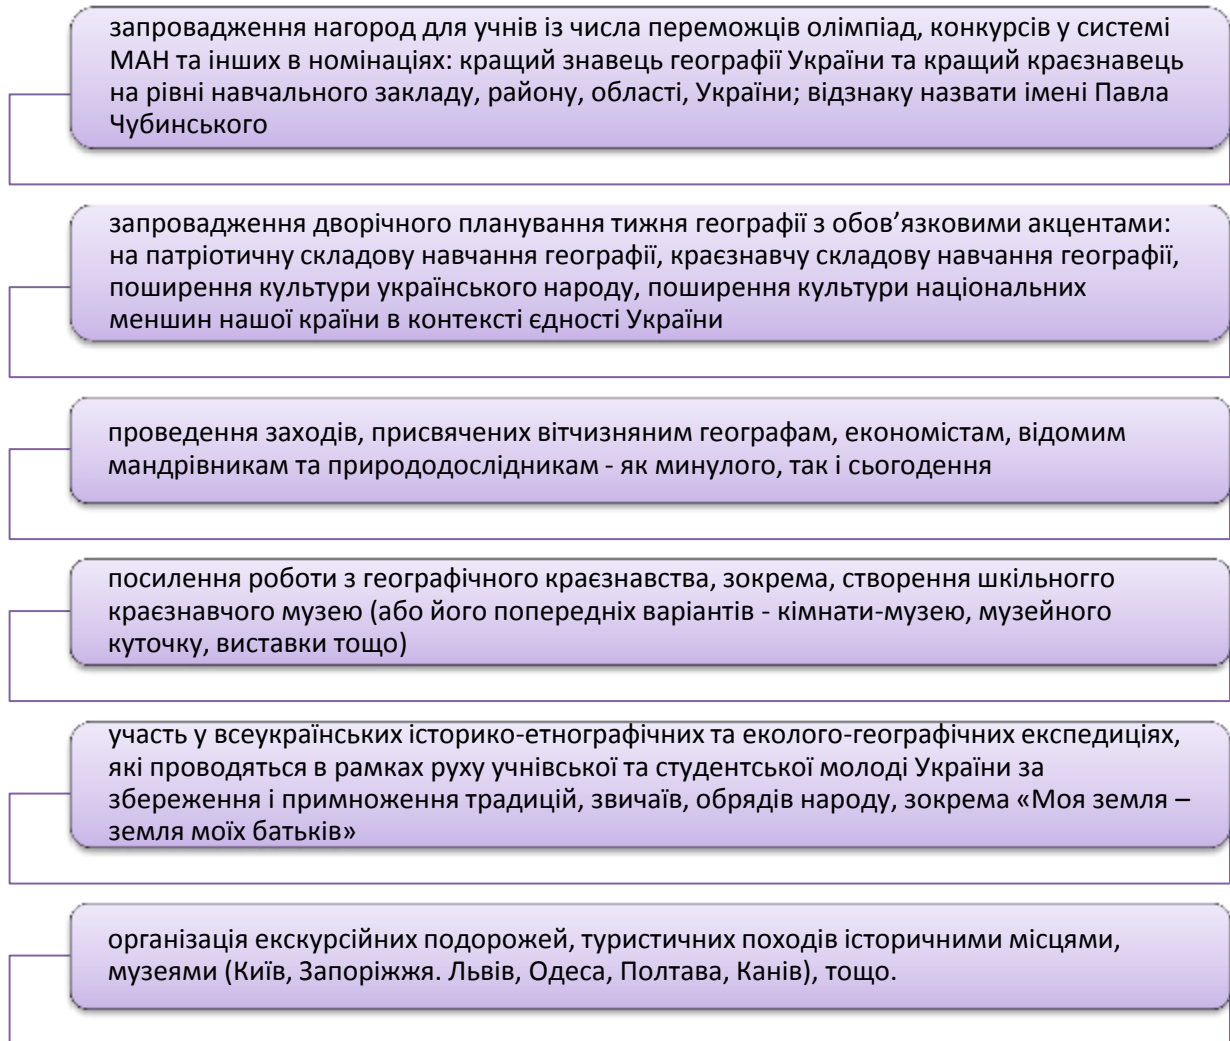 запровадження нагород для учнів із числа переможців олімпіад, конкурсів у системі
МАН та інших в номінаціях: кращий знавець географії України та кращий краєзнавець
на рівні навчального закладу, району, області, України; відзнаку назвати імені Павла
Чубинського
запровадження дворічного планування тижня географії з обов’язковими акцентами:
на патріотичну складову навчання географії, краєзнавчу складову навчання географії,
поширення культури українського народу, поширення культури національних
меншин нашої країни в контексті єдності України
проведення заходів, присвячених вітчизняним географам, економістам, відомим
мандрівникам та природодослідникам - як минулого, так і сьогодення
посилення роботи з географічного краєзнавства, зокрема, створення шкільногго
краєзнавчого музею (або його попередніх варіантів - кімнати-музею, музейного
куточку, виставки тощо)
участь у всеукраїнських історико-етнографічних та еколого-географічних експедиціях,
які проводяться в рамках руху учнівської та студентської молоді України за
збереження і примноження традицій, звичаїв, обрядів народу, зокрема «Моя земля –
земля моїх батьків»
організація екскурсійних подорожей, туристичних походів історичними місцями,
музеями (Київ, Запоріжжя. Львів, Одеса, Полтава, Канів), тощо.